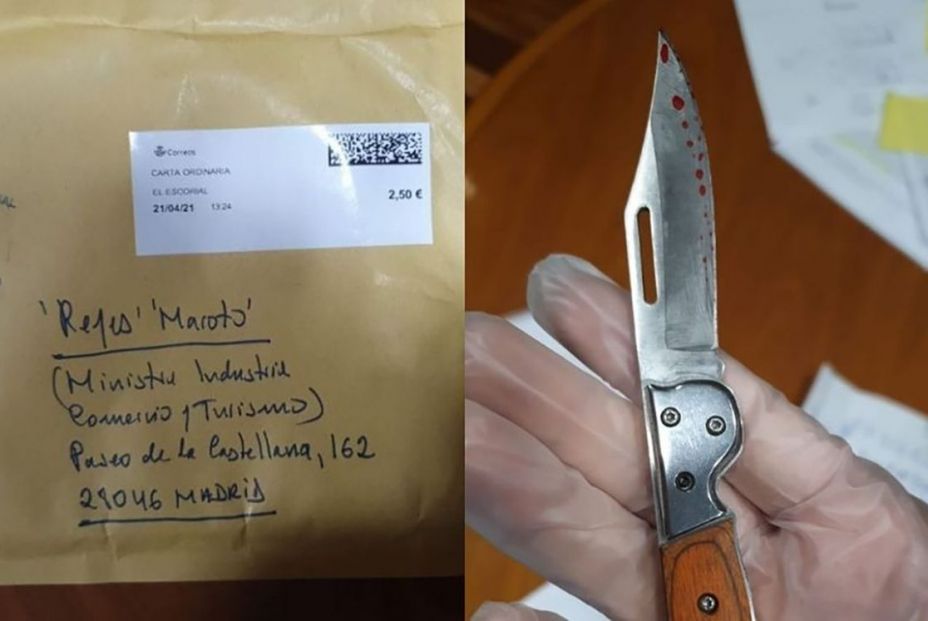 Correos
CARTA ORDINARIA
EL ESCORIAL
2,50 €
21/04/21 13:24
'Reyes' 'Maroto'
(Ministra Industria
Comercio y Turismo)
Paseo de la Castellana, 162
28046 MADRID